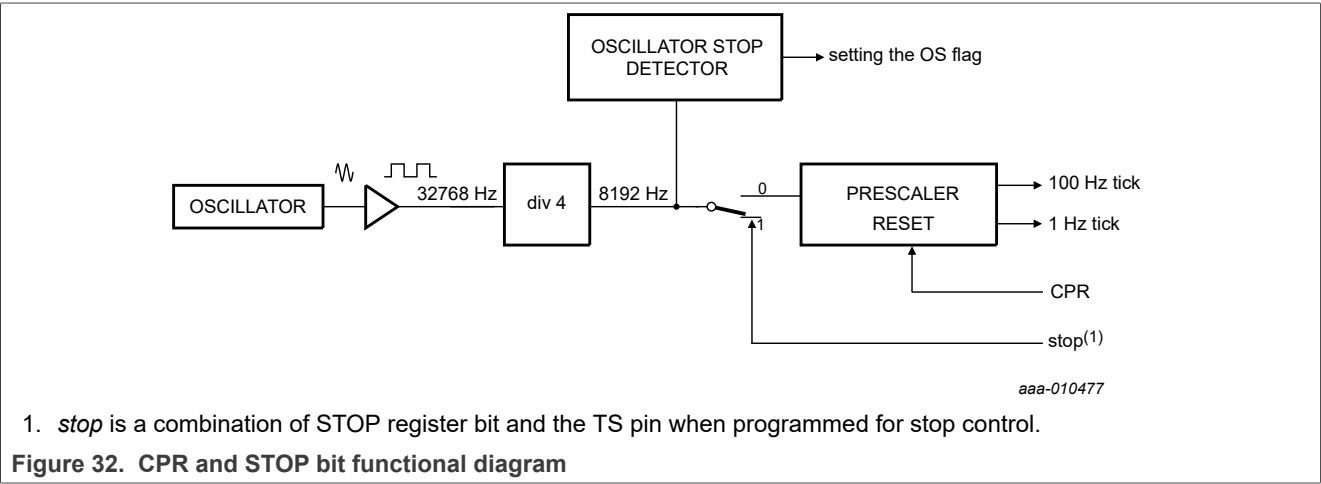 OSCILLATOR STOP
DETECTOR
setting the OS flag
OSCILLATOR
32768 Hz
div 4
8192 Hz
0
1
PRESCALER
RESET
100 Hz tick
1 Hz tick
CPR
stop(1)
aaa-010477
1. stop is a combination of STOP register bit and the TS pin when programmed for stop control.
Figure 32. CPR and STOP bit functional diagram